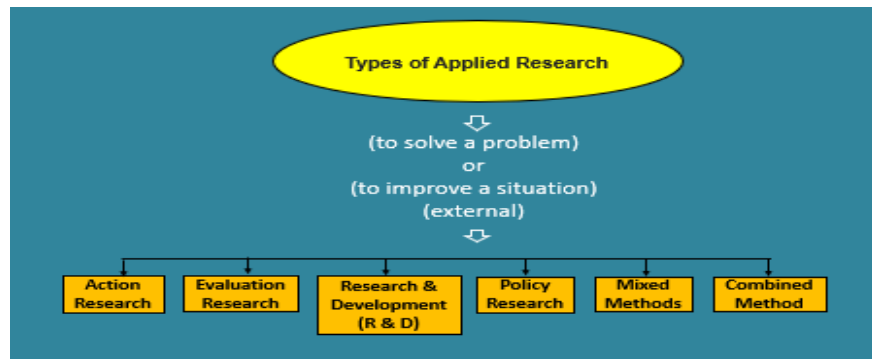 Types of Applied Research
(to solve a problem)
or
(to improve a situation)
(external)
Action
Research
Evaluation
Research
Research &
Development
(R & D)
Policy
Research
Mixed
Methods
Combined
Method